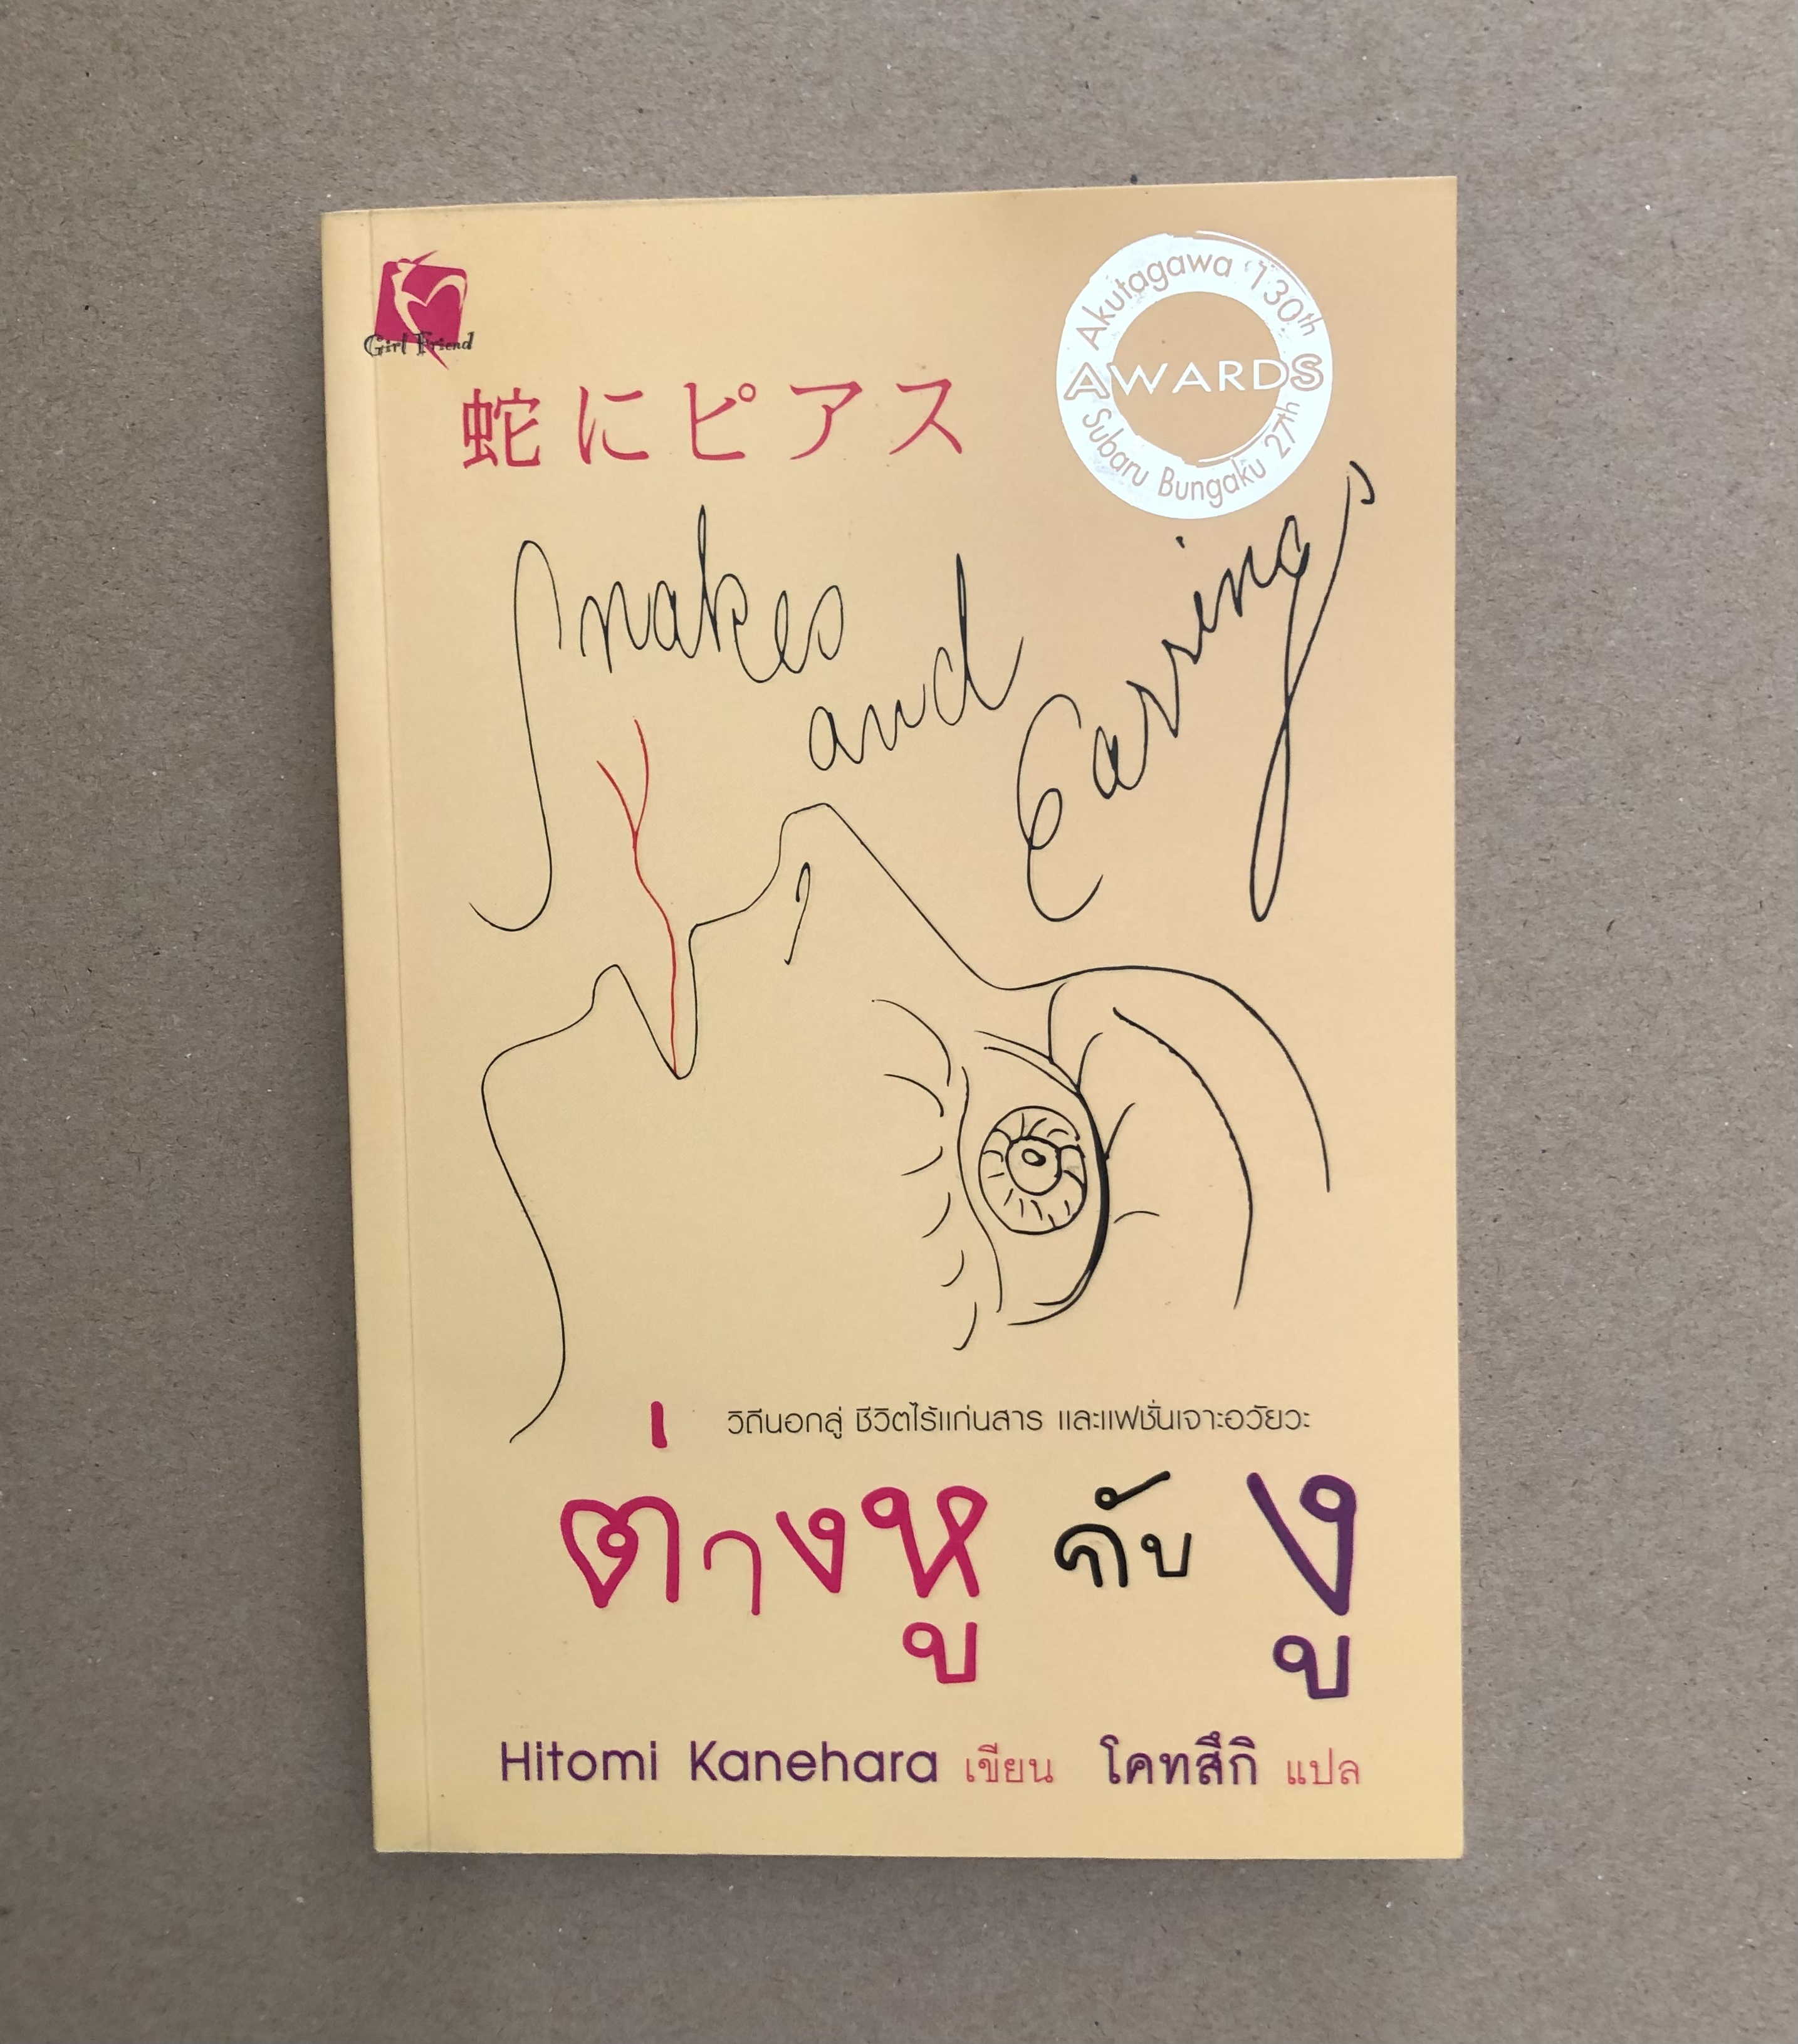 Girl Friend
Akutagawa 130th
AWARDS
Subaru Bungaku 27th
蛇にピアス
Snakes
and
Earrings
วิถีนอกลู่ ชีวิตไร้แก่นสาร และแฟชั่นเจาะอวัยวะ
ต่างหู กับ งู
Hitomi Kanehara เขียน โคทสึกิ แปล